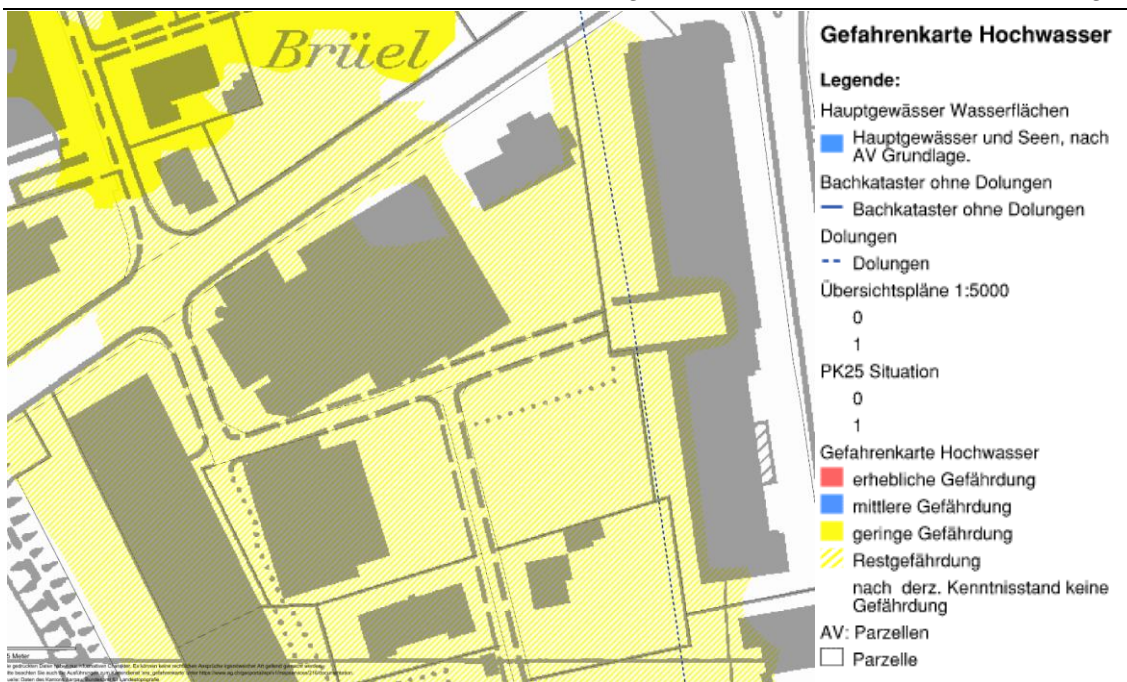 Brüel
Gefahrenkarte Hochwasser
Legende:
Hauptgewässer Wasserflächen
Hauptgewässer und Seen, nach
AV Grundlage.
Bachkataster ohne Dolungen
Bachkataster ohne Dolungen
Dolungen
Dolungen
Übersichtspläne 1:5000
0
1
PK25 Situation
0
1
Gefahrenkarte Hochwasser
erhebliche Gefährdung
mittlere Gefährdung
geringe Gefährdung
Restgefährdung
nach derz. Kenntnisstand keine
Gefährdung
AV: Parzellen
Parzelle
5 Meter